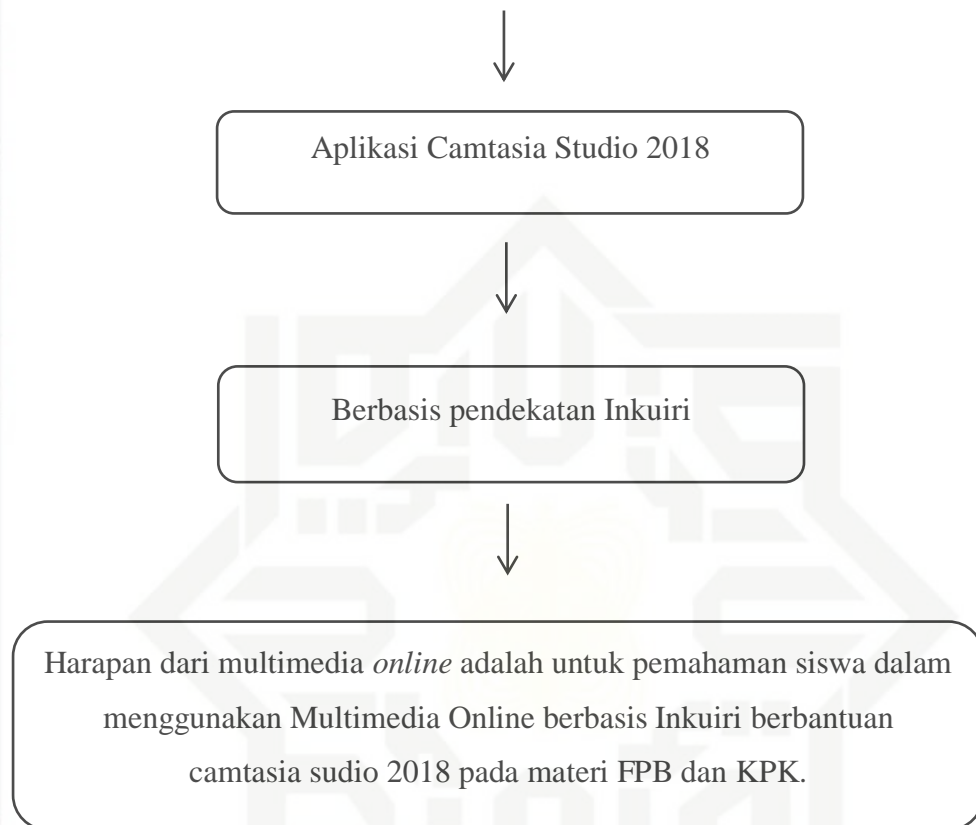 Aplikasi Camtasia Studio 2018
Berbasis pendekatan Inkuiri
Harapan dari multimedia online adalah untuk pemahaman siswa dalam
menggunakan Multimedia Online berbasis Inkuiri berbantuan
camtasia sudio 2018 pada materi FPB dan KPK.